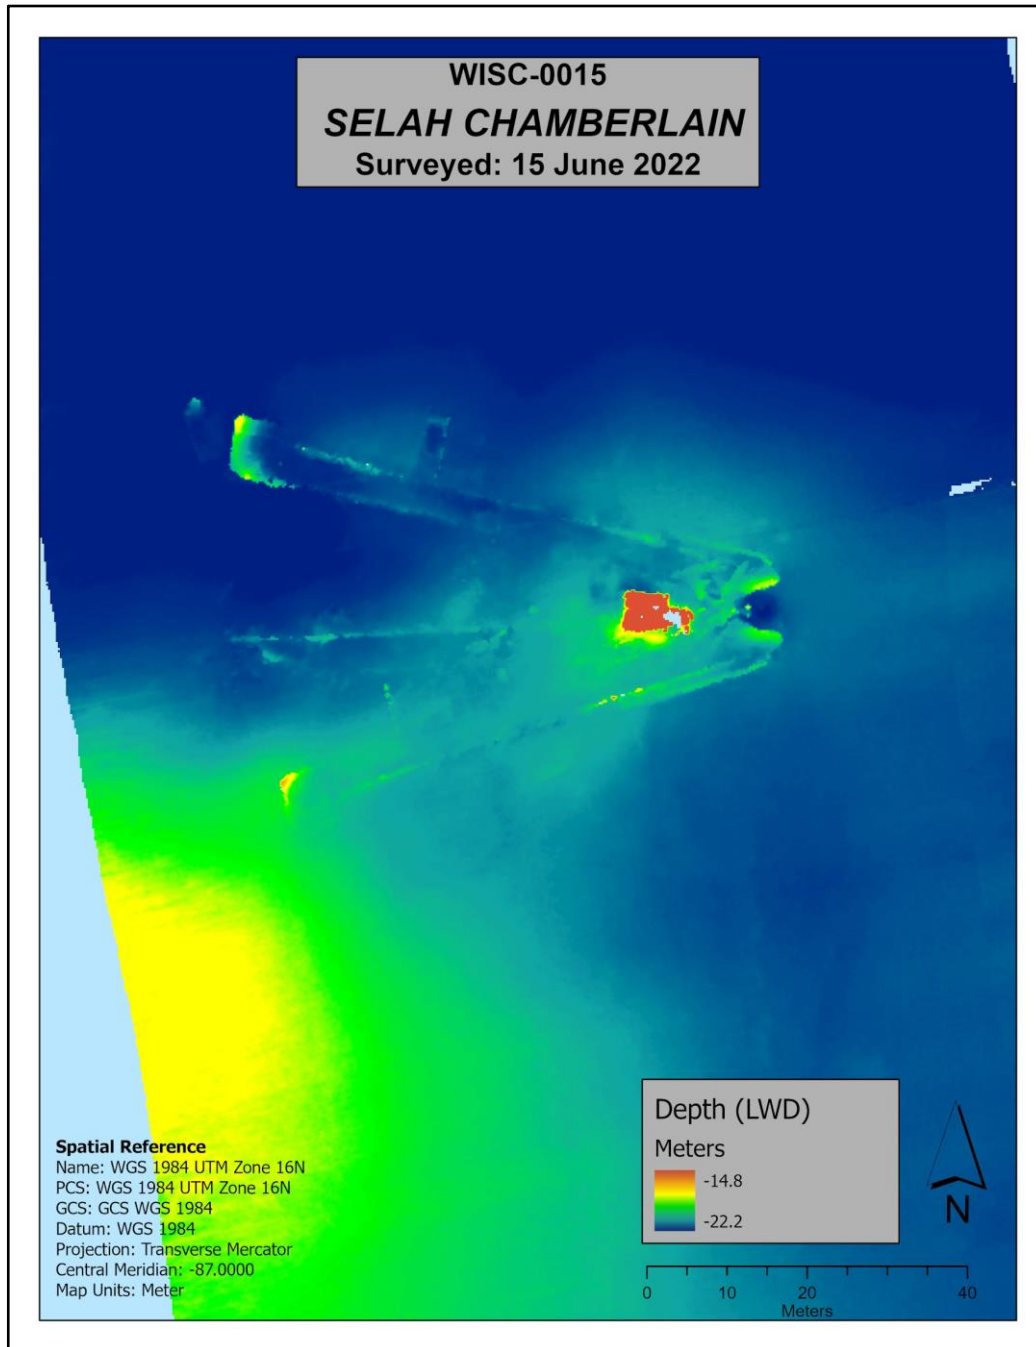 WISC-0015
SELAH CHAMBERLAIN
Surveyed: 15 June 2022
Spatial Reference
Name: WGS 1984 UTM Zone 16N
PCS: WGS 1984 UTM Zone 16N
GCS: GCS WGS 1984
Datum: WGS 1984
Projection: Transverse Mercator
Central Meridian: -87.0000
Map Units: Meter
Depth (LWD)
Meters
-14.8
-22.2
N
0 10 20 40
Meters